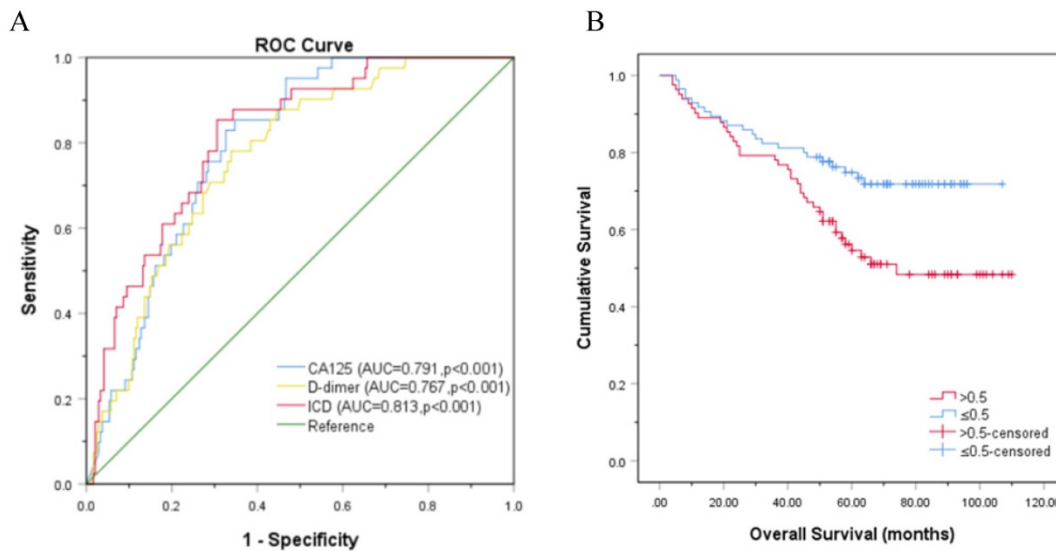 A
ROC Curve
Sensitivity
1.0
0.8
0.6
0.4
0.2
0.0
0.0 0.2 0.4 0.6 0.8 1.0
1 - Specificity
CA125 (AUC=0.791,p<0.001)
D-dimer (AUC=0.767,p<0.001)
ICD (AUC=0.813,p<0.001)
Reference
B
Cumulative Survival
1.0
0.8
0.6
0.4
0.2
0.0
.00 20.00 40.00 60.00 80.00 100.00 120.00
Overall Survival (months)
>0.5
≤0.5
>0.5-censored
≤0.5-censored